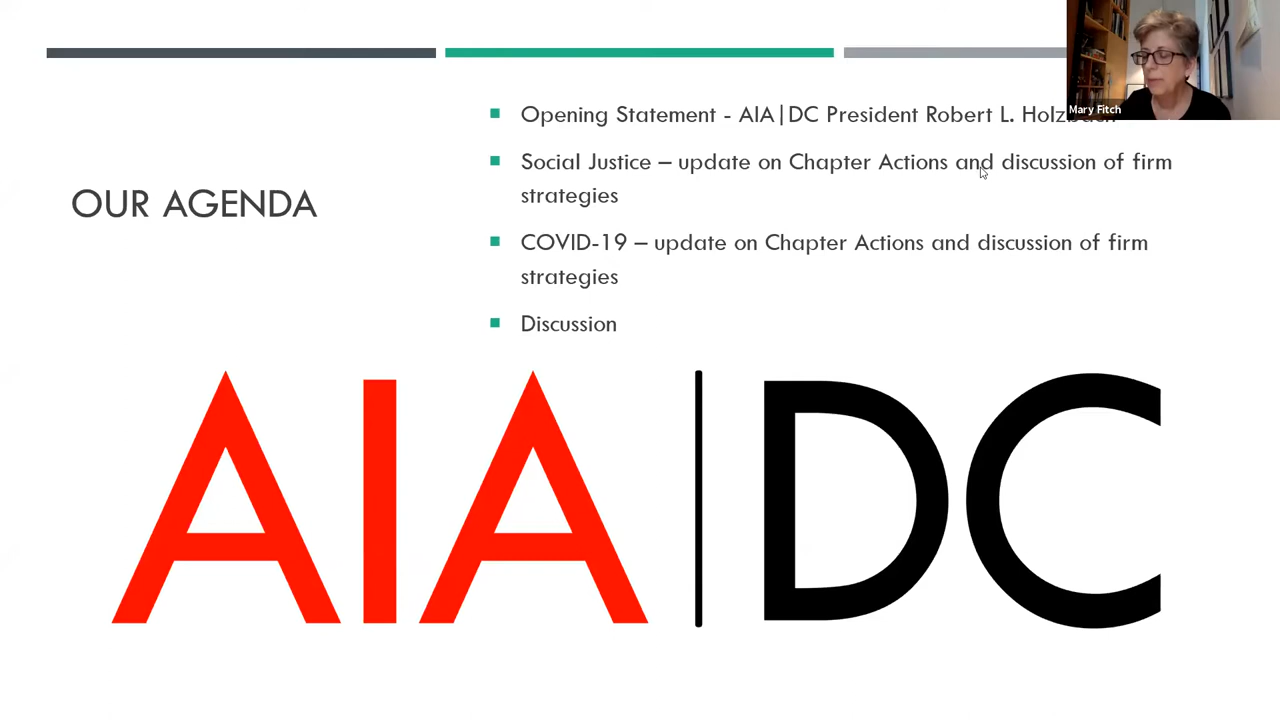 Mary Fitch
OUR AGENDA
Opening Statement - AIA|DC President Robert L.
Social Justice – update on Chapter Actions and discussion of firm
strategies
COVID-19 – update on Chapter Actions and discussion of firm
strategies
Discussion
AIA|DC